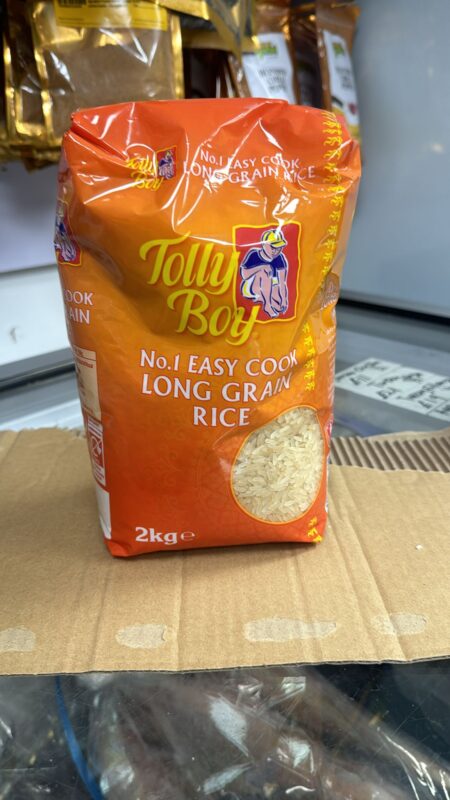 Tolly
Boy
No.1 EASY COOK
LONG GRAIN RICE
Tolly
Boy
No.1 EASY COOK
LONG GRAIN
RICE
2kg e
OOK
AIN